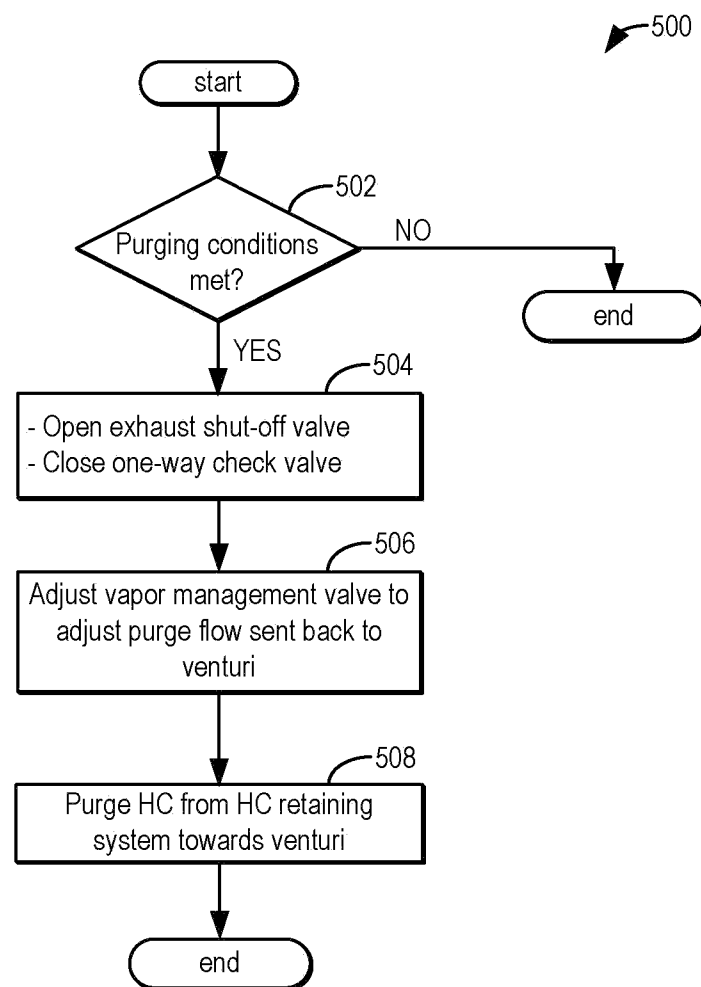 500
start
502
Purging conditions
met?
NO
end
YES
504
- Open exhaust shut-off valve
- Close one-way check valve
506
Adjust vapor management valve to
adjust purge flow sent back to
venturi
508
Purge HC from HC retaining
system towards venturi
end